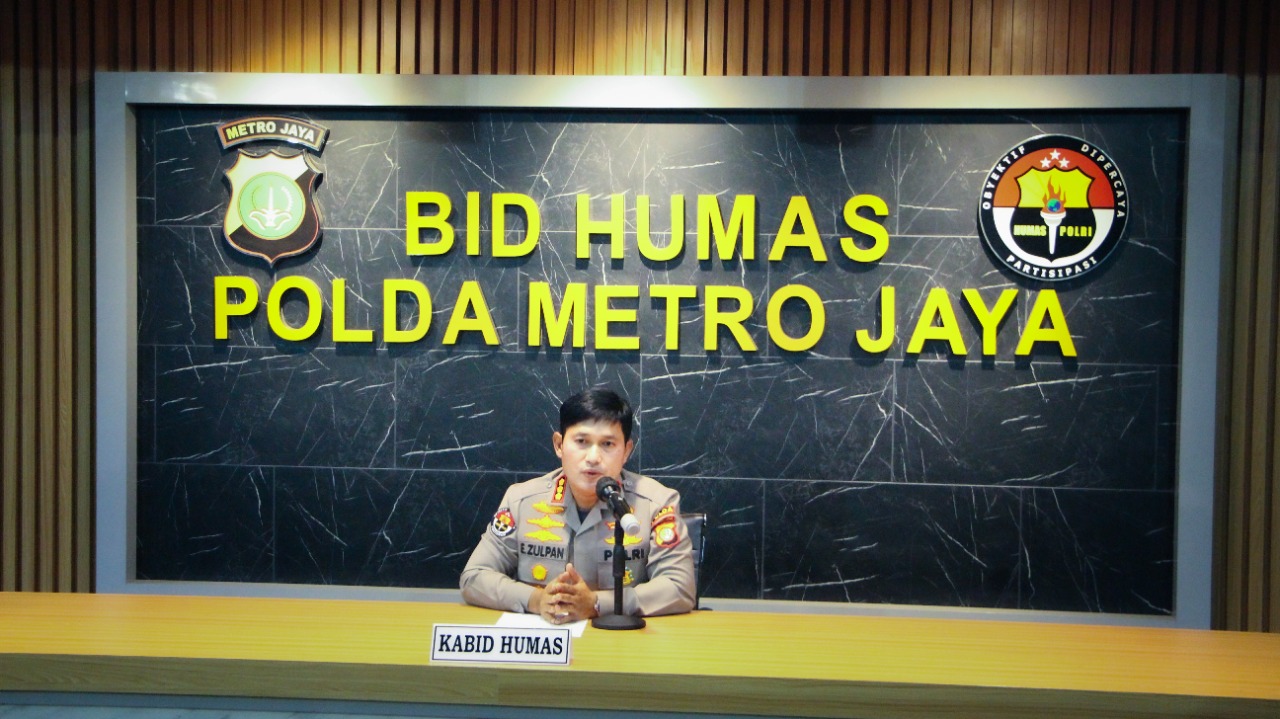 METRO JAYA
OBYEKTIF DIPERCAYA
HUMAS POLRI
PARTISIPASI
BID HUMAS
POLDA METRO JAYA
E.ZULPAN
POLRI
KABID HUMAS